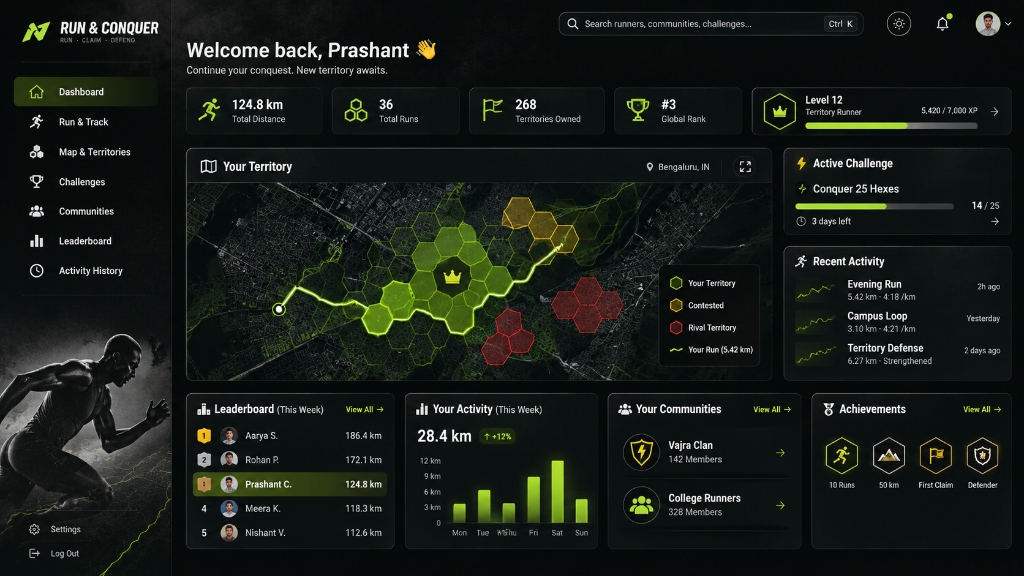 RUN & CONQUER
RUN · CLAIM · DEFEND
Search runners, communities, challenges...
Ctrl K
Welcome back, Prashant 👋
Continue your conquest. New territory awaits.
Dashboard
Run & Track
Map & Territories
Challenges
Communities
Leaderboard
Activity History
Settings
Log Out
124.8 km
Total Distance
36
Total Runs
268
Territories Owned
#3
Global Rank
Level 12
Territory Runner
5,420 / 7,000 XP
Your Territory
Bengaluru, IN
Your Territory
Contested
Rival Territory
Your Run (5.42 km)
Active Challenge
Conquer 25 Hexes
14 / 25
3 days left
Recent Activity
Evening Run
2h ago
5.42 km · 4:18 /km
Campus Loop
Yesterday
3.10 km · 4:21 /km
Territory Defense
2 days ago
6.27 km · Strengthened
Leaderboard (This Week)
View All →
1 Aarya S. 186.4 km
2 Rohan P. 172.1 km
Prashant C. 124.8 km
4 Meera K. 118.3 km
5 Nishant V. 112.6 km
Your Activity (This Week)
28.4 km
↑ +12%
12 km
9 km
6 km
3 km
0
Mon Tue Fri Sat Sun
Your Communities
View All →
Vajra Clan
142 Members
College Runners
328 Members
Achievements
View All →
10 Runs
50 km
First Claim
Defender